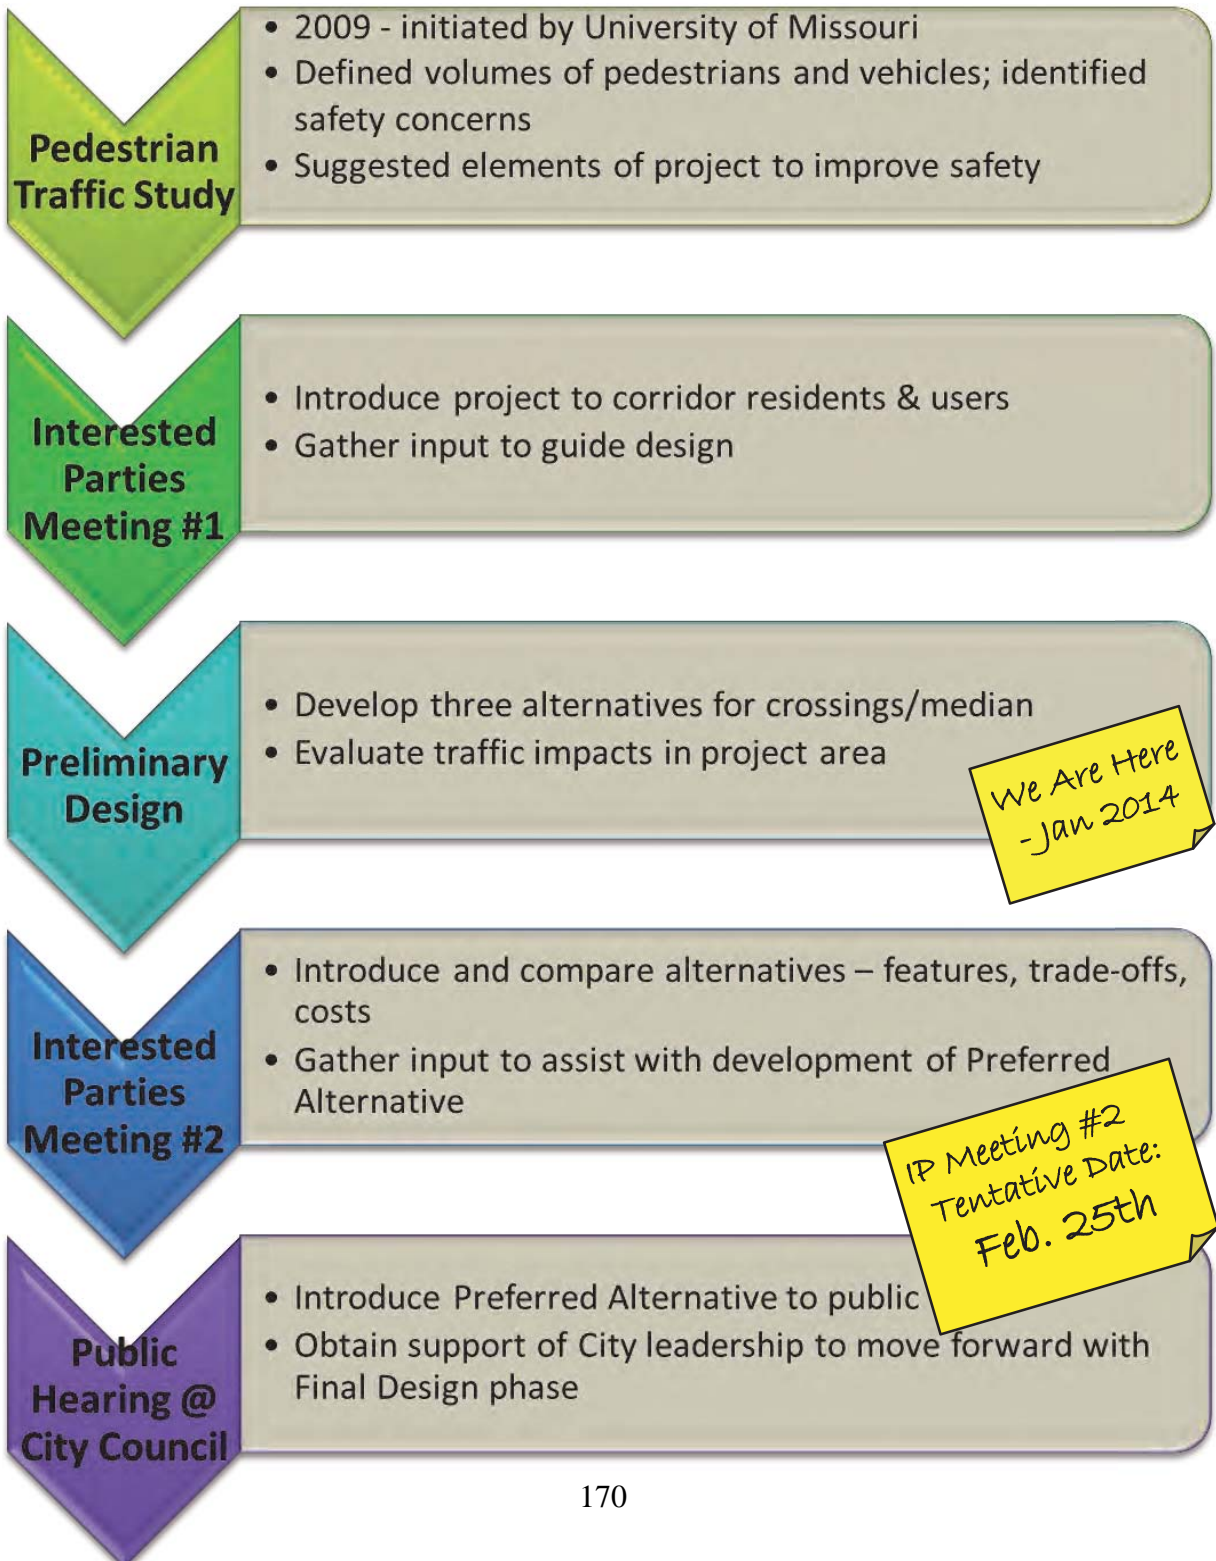 Pedestrian
Traffic Study
• 2009 - initiated by University of Missouri
• Defined volumes of pedestrians and vehicles; identified
safety concerns
• Suggested elements of project to improve safety
Interested
Parties
Meeting #1
• Introduce project to corridor residents & users
• Gather input to guide design
Preliminary
Design
• Develop three alternatives for crossings/median
• Evaluate traffic impacts in project area
We Are Here
-Jan 2014
Interested
Parties
Meeting #2
• Introduce and compare alternatives – features, trade-offs,
costs
• Gather input to assist with development of Preferred
Alternative
IP Meeting #2
Tentative Date:
Feb. 25th
Public
Hearing @
City Council
• Introduce Preferred Alternative to public
• Obtain support of City leadership to move forward with
Final Design phase
170